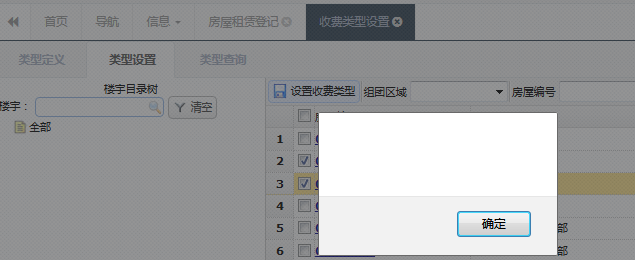 首页 导航 信息 房屋租赁登记 收费类型设置
类型定义 类型设置 类型查询
楼宇目录树
楼宇： 清空
全部
设置收费类型 组团区域 房屋编号
1
2
3
4
5 部
6 部
确定